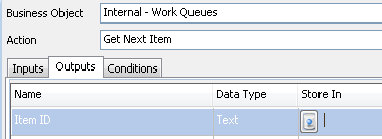 Business Object Internal - Work Queues
Action Get Next Item
Inputs Outputs Conditions
Name Data Type Store In
Item ID Text